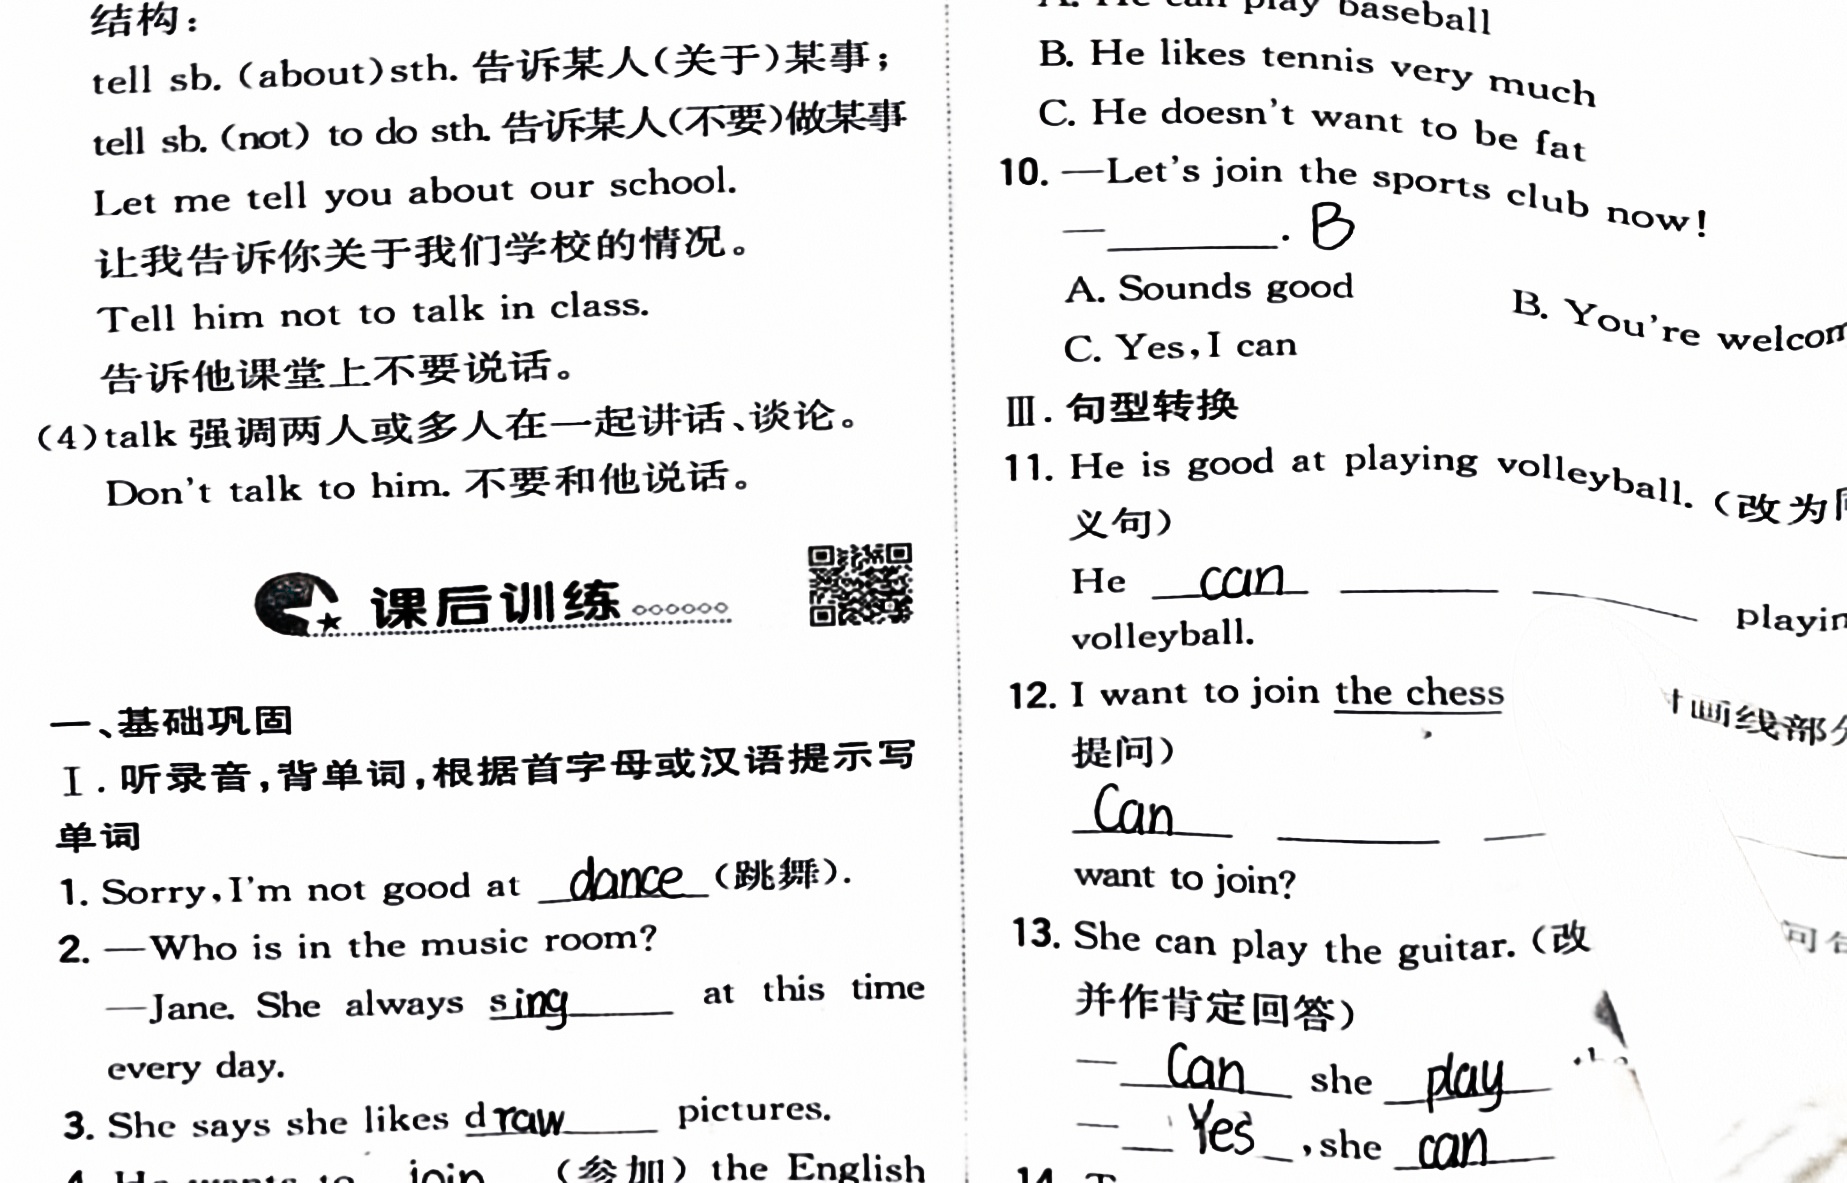 结构：
tell sb. (about)sth. 告诉某人(关于)某事；
tell sb. (not) to do sth. 告诉某人(不要)做某事
Let me tell you about our school.
让我告诉你关于我们学校的情况。
Tell him not to talk in class.
告诉他课堂上不要说话。
(4)talk 强调两人或多人在一起讲话、谈论。
Don't talk to him. 不要和他说话。
课后训练
一、基础巩固
Ⅰ. 听录音,背单词,根据首字母或汉语提示写
单词
1. Sorry,I'm not good at dance (跳舞).
2. —Who is in the music room?
—Jane. She always sing at this time
every day.
3. She says she likes draw pictures.
4. He wants to join (参加) the English
A. He can play baseball
B. He likes tennis very much
C. He doesn't want to be fat
10. —Let's join the sports club now!
—________. B
A. Sounds good B. You're
C. Yes,I can
Ⅲ. 句型转换
11. He is good at playing volleyball. (改为
义句)
He can ________ ________
volleyball.
12. I want to join the chess 画线部
提问)
Can ________ ________
want to join?
13. She can play the guitar. (改
并作肯定回答)
— Can she play
— Yes , she can
14.